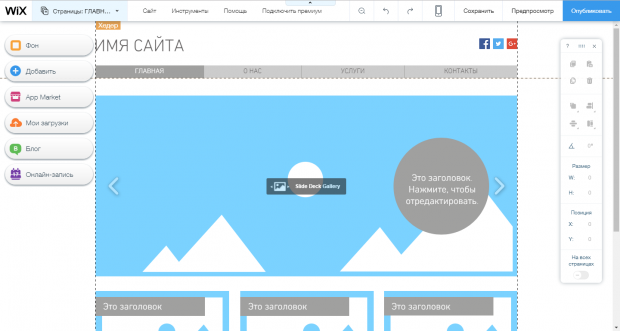 WiX
Страницы: ГЛАВН...
Сайт
Инструменты
Помощь
Подключить премиум
Сохранить
Предпросмотр
Опубликовать
Хедер
ИМЯ САЙТА
ГЛАВНАЯ
О НАС
УСЛУГИ
КОНТАКТЫ
Фон
Добавить
App Market
Мои загрузки
Блог
Онлайн-запись
Slide Deck Gallery
Это заголовок.
Нажмите, чтобы
отредактировать
Это заголовок
Это заголовок
Это заголовок
?
0°
Размер
W: 0
H: 0
Позиция
X: 0
Y: 0
На всех
страницах